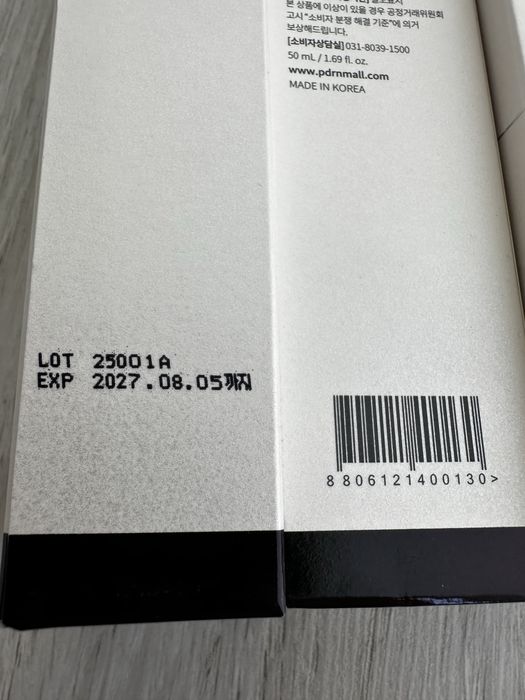 본 상품에 이상이 있을 경우 공정거래위원회
고시 "소비자 분쟁 해결 기준"에 의거
보상해드립니다.
[소비자상담실] 031-8039-1500
50 mL / 1.69 fl. oz.
www.pdrnmall.com
MADE IN KOREA
LOT 25001A
EXP 2027.08.05까지
8806121400130>